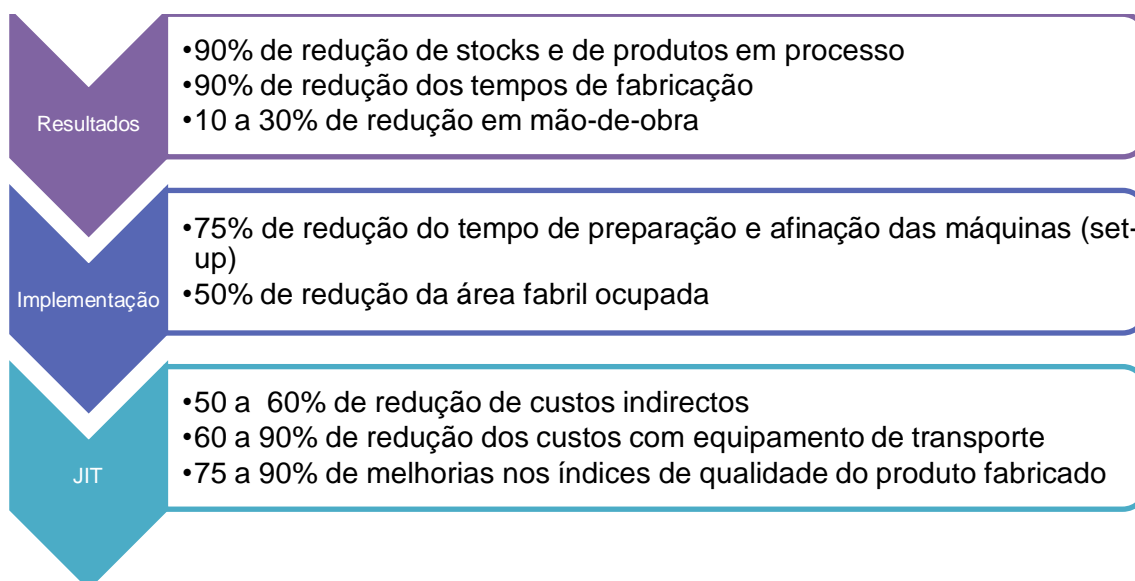 Resultados
•90% de redução de stocks e de produtos em processo
•90% de redução dos tempos de fabricação
•10 a 30% de redução em mão-de-obra
Implementação
•75% de redução do tempo de preparação e afinação das máquinas (set-
up)
•50% de redução da área fabril ocupada
JIT
•50 a  60% de redução de custos indirectos
•60 a 90% de redução dos custos com equipamento de transporte
•75 a 90% de melhorias nos índices de qualidade do produto fabricado